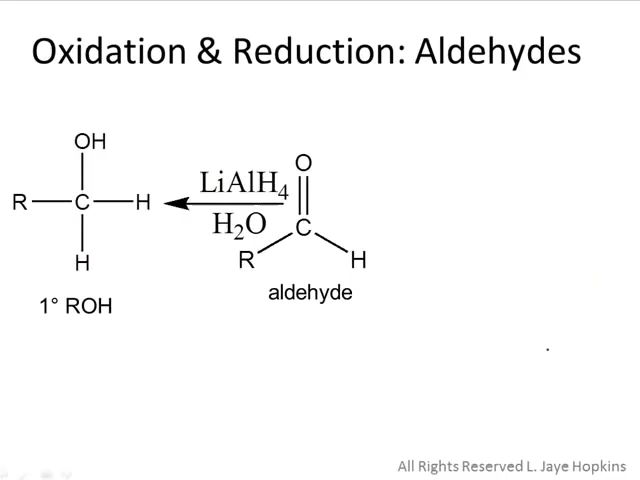 Oxidation & Reduction: Aldehydes
OH
R C H
H
1° ROH
LiAlH4
H2O
O
C
R H
aldehyde
All Rights Reserved L. Jaye Hopkins